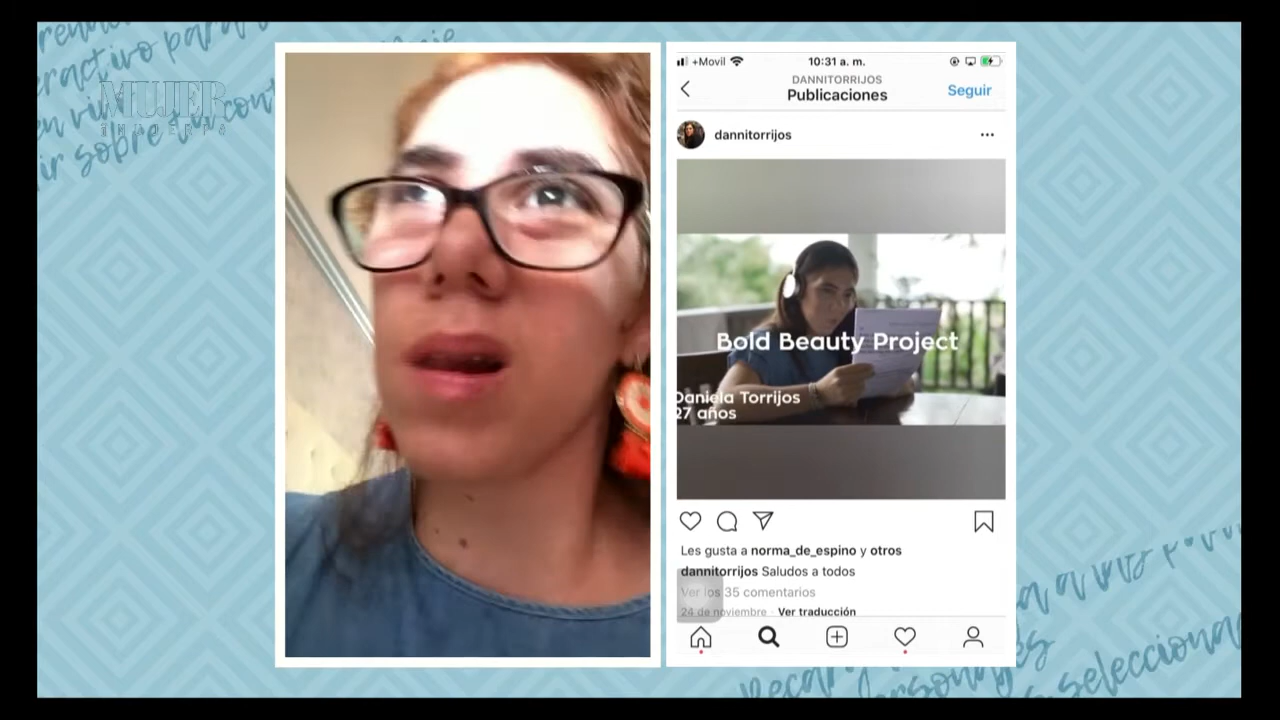 MUJER
+Movil
10:31 a. m.
DANNITORRIJOS
Publicaciones
Seguir
dannitorrijos
Bold Beauty Project
Daniela Torrijos
27 años
Les gusta a norma_de_espino y otros
dannitorrijos Saludos a todos
Ver los 35 comentarios
24 de noviembre · Ver traducción